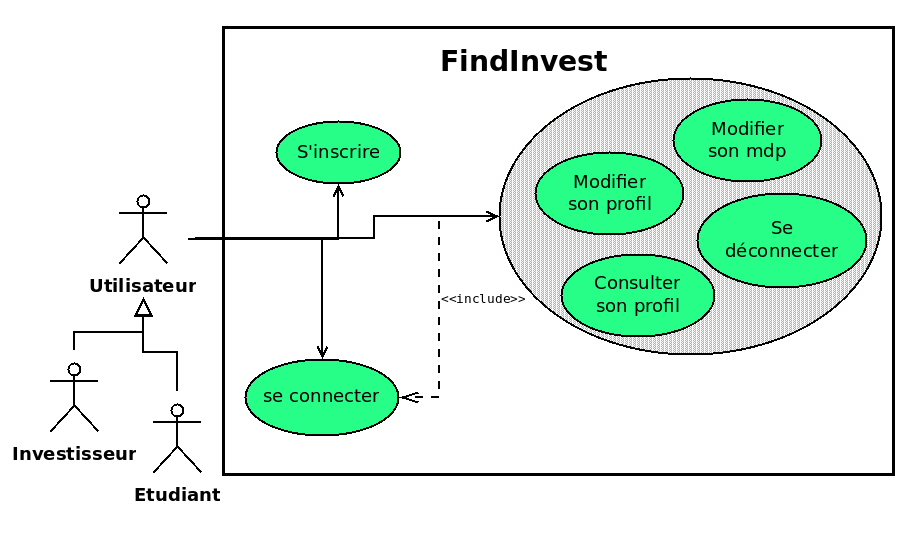 FindInvest
S'inscrire
Modifier
son mdp
Modifier
son profil
Se
déconnecter
Consulter
son profil
<<include>>
se connecter
Utilisateur
Investisseur
Etudiant